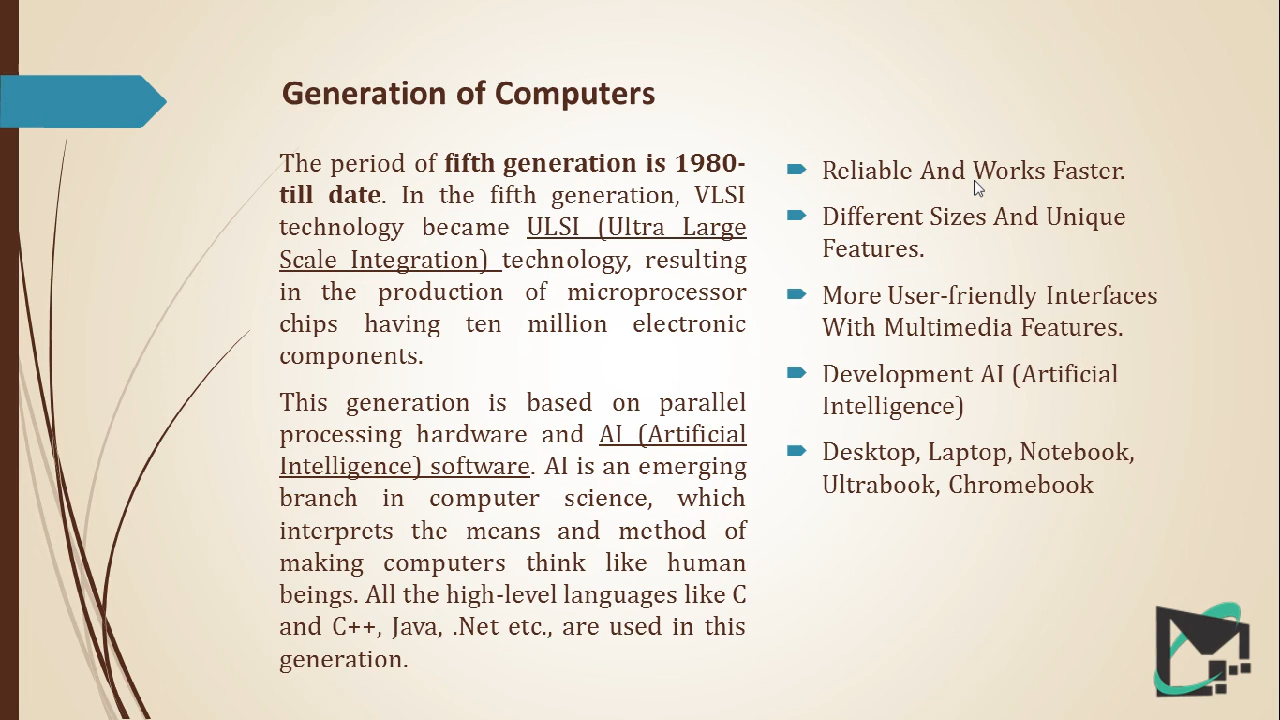 Generation of Computers
The period of fifth generation is 1980-
till date. In the fifth generation, VLSI
technology became ULSI (Ultra Large
Scale Integration) technology, resulting
in the production of microprocessor
chips having ten million electronic
components.
This generation is based on parallel
processing hardware and AI (Artificial
Intelligence) software. AI is an emerging
branch in computer science, which
interprets the means and method of
making computers think like human
beings. All the high-level languages like C
and C++, Java, .Net etc., are used in this
generation.
Reliable And Works Faster.
Different Sizes And Unique
Features.
More User-friendly Interfaces
With Multimedia Features.
Development AI (Artificial
Intelligence)
Desktop, Laptop, Notebook,
Ultrabook, Chromebook